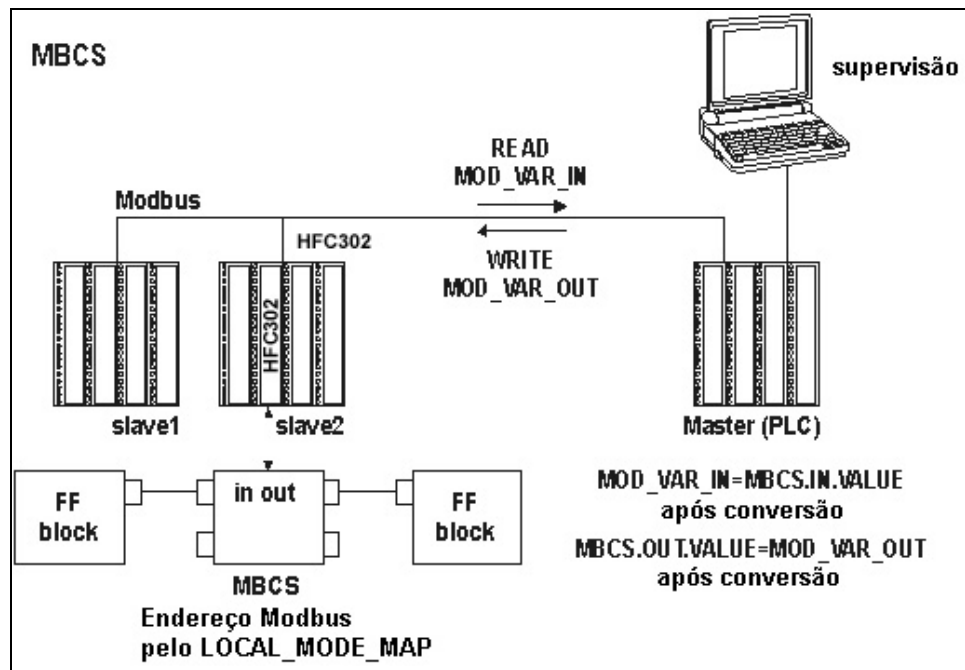 MBCS
supervisão
READ
MOD_VAR_IN
Modbus
HFC302
WRITE
MOD_VAR_OUT
HFC302
slave1
slave2
Master (PLC)
FF
block
in out
FF
block
MBCS
Endereço Modbus
pelo LOCAL_MODE_MAP
MOD_VAR_IN=MBCS.IN.VALUE
após conversão
MBCS.OUT.VALUE=MOD_VAR_OUT
após conversão